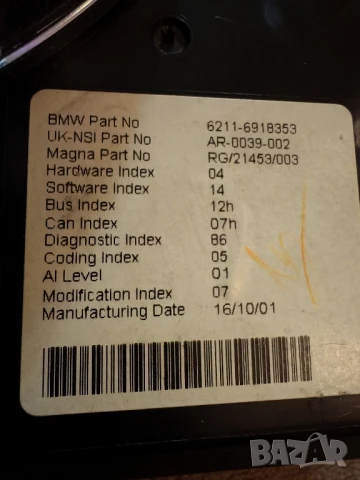 BMW Part No 6211-6918353
UK-NSI Part No AR-0039-002
Magna Part No RG/21453/003
Hardware Index 04
Software Index 14
Bus Index 12h
Can Index 07h
Diagnostic Index 86
Coding Index 05
AI Level 01
Modification Index 07
Manufacturing Date 16/10/01
BAZAR